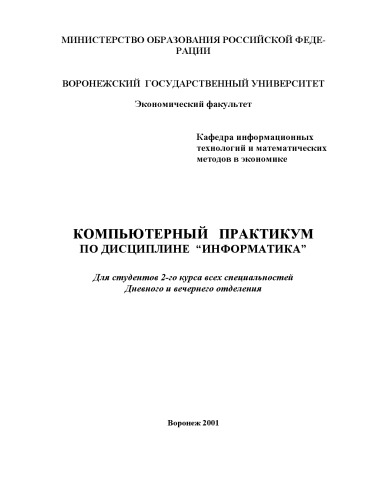 МИНИСТЕРСТВО ОБРАЗОВАНИЯ РОССИЙСКОЙ ФЕДЕ-
РАЦИИ
ВОРОНЕЖСКИЙ ГОСУДАРСТВЕННЫЙ УНИВЕРСИТЕТ
Экономический факультет
Кафедра информационных
технологий и математических
методов в экономике
КОМПЬЮТЕРНЫЙ ПРАКТИКУМ
ПО ДИСЦИПЛИНЕ “ИНФОРМАТИКА”
Для студентов 2-го курса всех специальностей
Дневного и вечернего отделения
Воронеж 2001